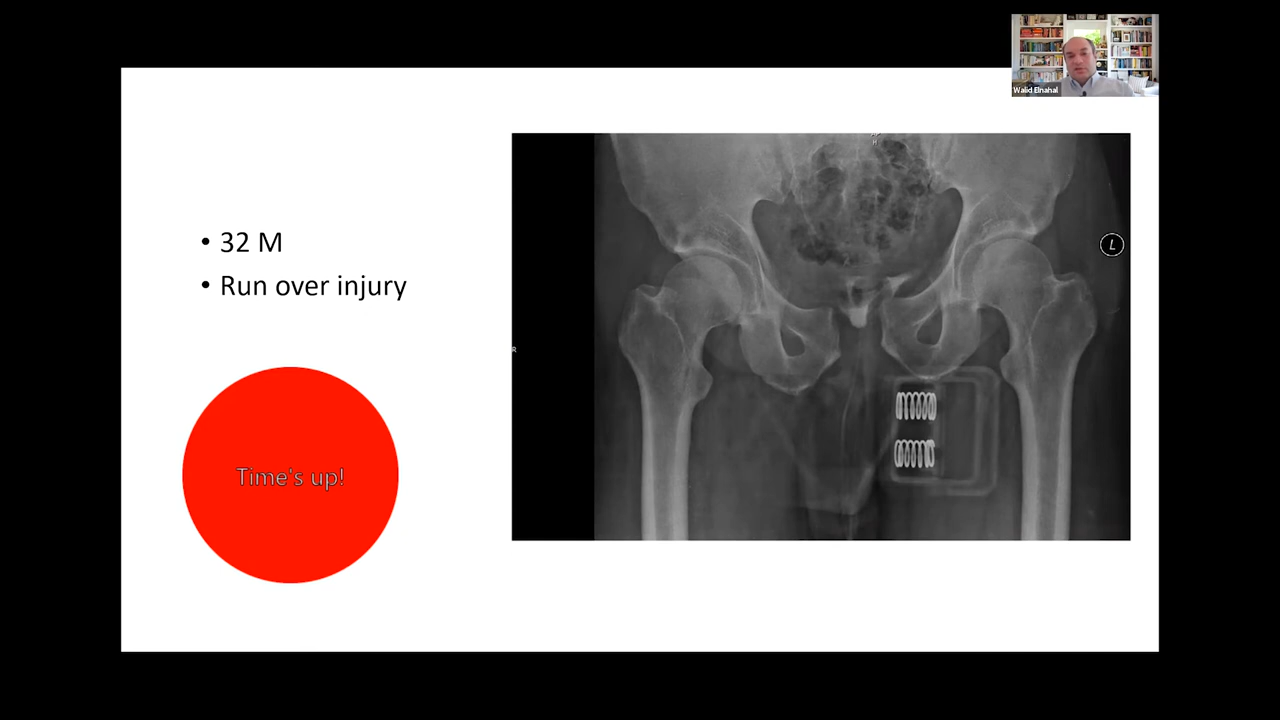 Walid Elnahal
• 32 M
• Run over injury
Time's up!
H
L
R